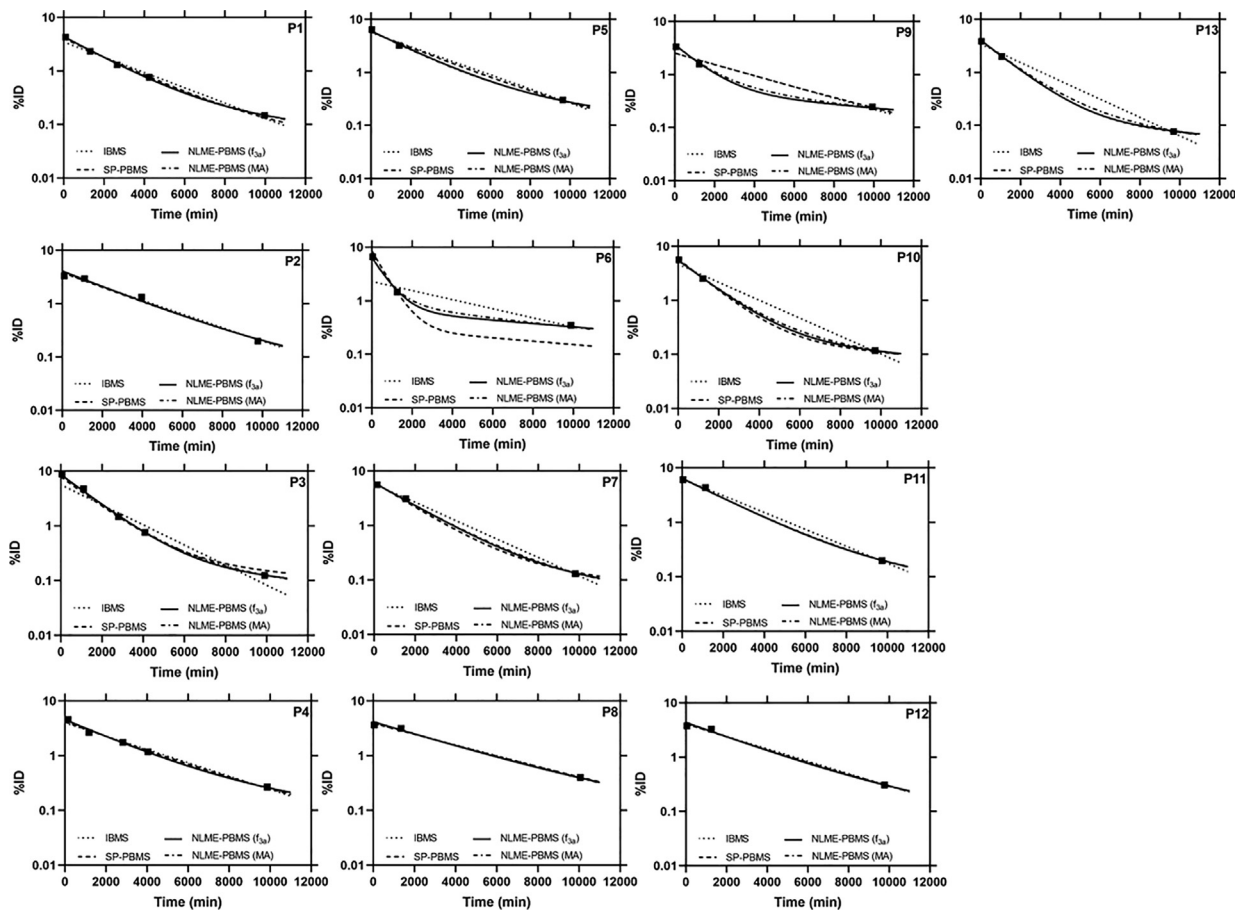 P1
%ID
10
1
0.1
0.01
IBMS NLME-PBMS (f₃ₐ)
SP-PBMS NLME-PBMS (MA)
0 2000 4000 6000 8000 10000 12000
Time (min)
P5
%ID
10
1
0.1
0.01
IBMS NLME-PBMS (f₃ₐ)
SP-PBMS NLME-PBMS (MA)
0 2000 4000 6000 8000 10000 12000
Time (min)
P9
%ID
10
1
0.1
0.01
IBMS NLME-PBMS (f₃ₐ)
SP-PBMS NLME-PBMS (MA)
0 2000 4000 6000 8000 10000 12000
Time (min)
P13
%ID
10
1
0.1
0.01
IBMS NLME-PBMS (f₃ₐ)
SP-PBMS NLME-PBMS (MA)
0 2000 4000 6000 8000 10000 12000
Time (min)
P2
%ID
10
1
0.1
0.01
IBMS NLME-PBMS (f₃ₐ)
SP-PBMS NLME-PBMS (MA)
0 2000 4000 6000 8000 10000 12000
Time (min)
P6
%ID
10
1
0.1
0.01
IBMS NLME-PBMS (f₃ₐ)
SP-PBMS NLME-PBMS (MA)
0 2000 4000 6000 8000 10000 12000
Time (min)
P10
%ID
10
1
0.1
0.01
IBMS NLME-PBMS (f₃ₐ)
SP-PBMS NLME-PBMS (MA)
0 2000 4000 6000 8000 10000 12000
Time (min)
P3
%ID
10
1
0.1
0.01
IBMS NLME-PBMS (f₃ₐ)
SP-PBMS NLME-PBMS (MA)
0 2000 4000 6000 8000 10000 12000
Time (min)
P7
%ID
10
1
0.1
0.01
IBMS NLME-PBMS (f₃ₐ)
SP-PBMS NLME-PBMS (MA)
0 2000 4000 6000 8000 10000 12000
Time (min)
P11
%ID
10
1
0.1
0.01
IBMS NLME-PBMS (f₃ₐ)
SP-PBMS NLME-PBMS (MA)
0 2000 4000 6000 8000 10000 12000
Time (min)
P4
%ID
10
1
0.1
0.01
IBMS NLME-PBMS (f₃ₐ)
SP-PBMS NLME-PBMS (MA)
0 2000 4000 6000 8000 10000 12000
Time (min)
P8
%ID
10
1
0.1
0.01
IBMS NLME-PBMS (f₃ₐ)
SP-PBMS NLME-PBMS (MA)
0 2000 4000 6000 8000 10000 12000
Time (min)
P12
%ID
10
1
0.1
0.01
IBMS NLME-PBMS (f₃ₐ)
SP-PBMS NLME-PBMS (MA)
0 2000 4000 6000 8000 10000 12000
Time (min)